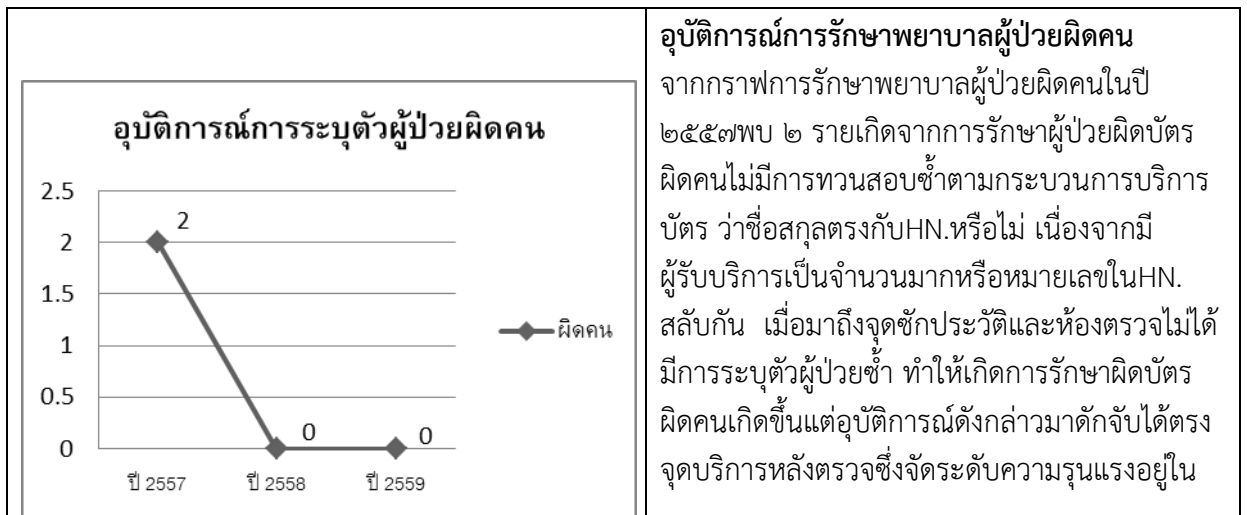 อุบัติการณ์การระบุตัวผู้ป่วยผิดคน
2.5
2
1.5
1
0.5
0
2
0
0
ปี 2557 ปี 2558 ปี 2559
ผิดคน
อุบัติการณ์การรักษาพยาบาลผู้ป่วยผิดคน
จากกราฟการรักษาพยาบาลผู้ป่วยผิดคนในปี
๒๕๕๗พบ ๒ รายเกิดจากการรักษาผู้ป่วยผิดบัตร
ผิดคนไม่มีการทวนสอบซ้ำตามกระบวนการบริการ
บัตร ว่าชื่อสกุลตรงกับHN.หรือไม่ เนื่องจากมี
ผู้รับบริการเป็นจำนวนมากหรือหมายเลขในHN.
สลับกัน เมื่อมาถึงจุดซักประวัติและห้องตรวจไม่ได้
มีการระบุตัวผู้ป่วยซ้ำ ทำให้เกิดการรักษาผิดบัตร
ผิดคนเกิดขึ้นแต่อุบัติการณ์ดังกล่าวมาดักจับได้ตรง
จุดบริการหลังตรวจซึ่งจัดระดับความรุนแรงอยู่ใน